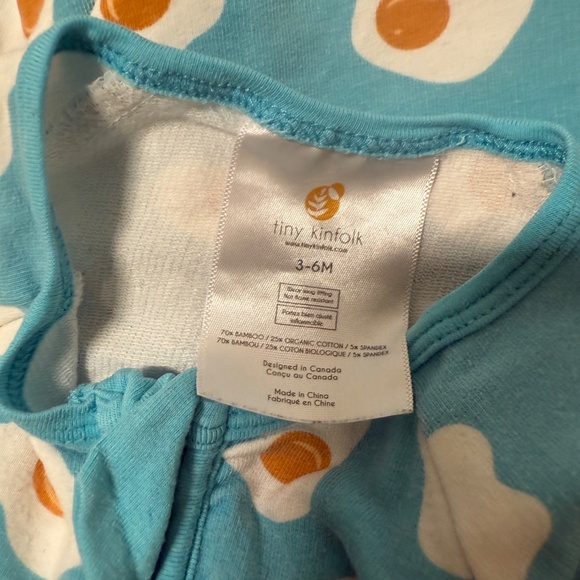 tiny kinfolk
www.tinykinfolk.com
3-6M
Wear snug fitting
Not flame resistant
Portez bien ajusté
inflammable
70% BAMBOO / 25% ORGANIC COTTON / 5% SPANDEX
70% BAMBOU / 25% COTON BIOLOGIQUE / 5% SPANDEX
Designed in Canada
Conçu au Canada
Made in China
Fabriqué en Chine